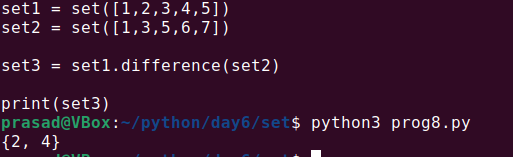 set1 = set([1,2,3,4,5])
set2 = set([1,3,5,6,7])
set3 = set1.difference(set2)
print(set3)
prasad@VBox:~/python/day6/set$ python3 prog8.py
{2, 4}